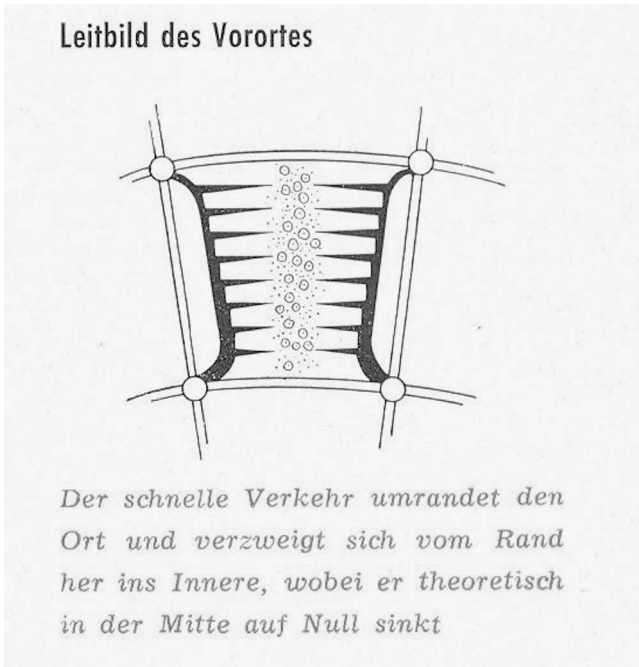 Leitbild des Vorortes
Der schnelle Verkehr umrandet den
Ort und verzweigt sich vom Rand
her ins Innere, wobei er theoretisch
in der Mitte auf Null sinkt